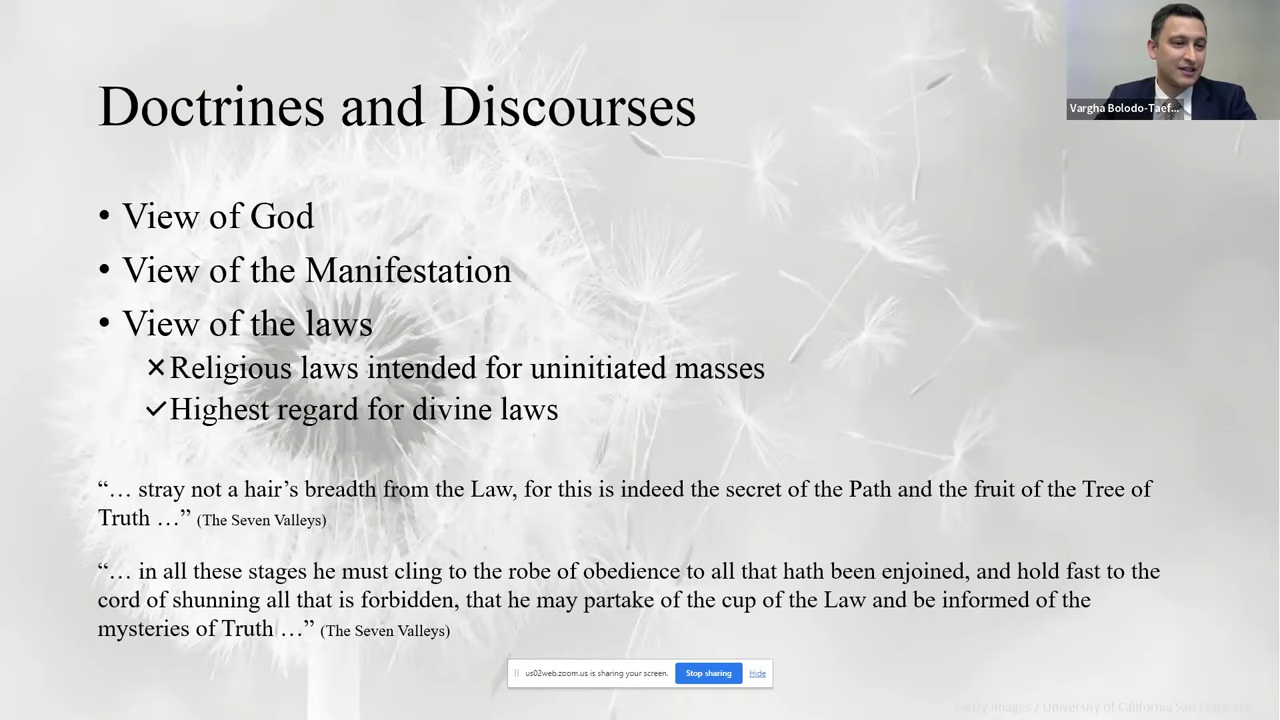 Doctrines and Discourses
Vargha Bolodo-Taef...
• View of God
• View of the Manifestation
• View of the laws
✕Religious laws intended for uninitiated masses
✓Highest regard for divine laws
“… stray not a hair’s breadth from the Law, for this is indeed the secret of the Path and the fruit of the Tree of
Truth …” (The Seven Valleys)
“… in all these stages he must cling to the robe of obedience to all that hath been enjoined, and hold fast to the
cord of shunning all that is forbidden, that he may partake of the cup of the Law and be informed of the
mysteries of Truth …” (The Seven Valleys)
us02web.zoom.us is sharing your screen. Stop sharing Hide
Getty Images / University of California San Francisco